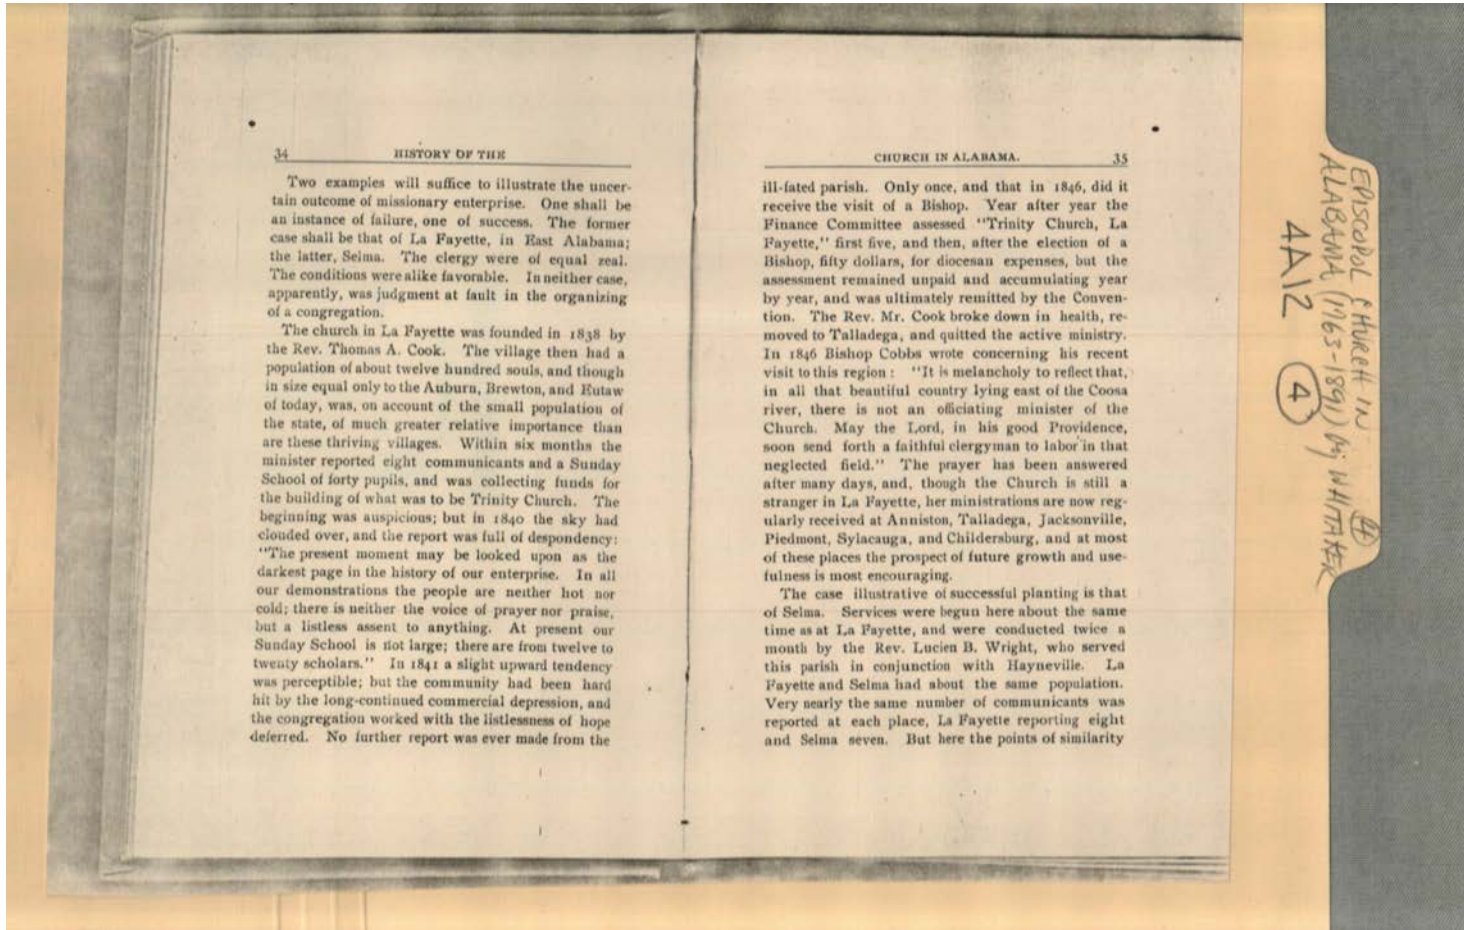 34 HISTORY OF THE
Two examples will suffice to illustrate the uncer-
tain outcome of missionary enterprise. One shall be
an instance of failure, one of success. The former
case shall be that of La Fayette, in East Alabama;
the latter, Selma. The clergy were of equal zeal.
The conditions were alike favorable. In neither case,
apparently, was judgment at fault in the organizing
of a congregation.
The church in La Fayette was founded in 1838 by
the Rev. Thomas A. Cook. The village then had a
population of about twelve hundred souls, and though
in size equal only to the Auburn, Brewton, and Eutaw
of today, was, on account of the small population of
the state, of much greater relative importance than
are these thriving villages. Within six months the
minister reported eight communicants and a Sunday
School of forty pupils, and was collecting funds for
the building of what was to be Trinity Church. The
beginning was auspicious; but in 1840 the sky had
clouded over, and the report was full of despondency:
"The present moment may be looked upon as the
darkest page in the history of our enterprise. In all
our demonstrations the people are neither hot nor
cold; there is neither the voice of prayer nor praise,
but a listless assent to anything. At present our
Sunday School is not large; there are from twelve to
twenty scholars." In 1841 a slight upward tendency
was perceptible; but the community had been hard
hit by the long-continued commercial depression, and
the congregation worked with the listlessness of hope
deferred. No further report was ever made from the
CHURCH IN ALABAMA. 35
ill-fated parish. Only once, and that in 1846, did it
receive the visit of a Bishop. Year after year the
Finance Committee assessed "Trinity Church, La
Fayette," first five, and then, after the election of a
Bishop, fifty dollars, for diocesan expenses, but the
assessment remained unpaid and accumulating year
by year, and was ultimately remitted by the Conven-
tion. The Rev. Mr. Cook broke down in health, re-
moved to Talladega, and quitted the active ministry.
In 1846 Bishop Cobbs wrote concerning his recent
visit to this region: "It is melancholy to reflect that,
in all that beautiful country lying east of the Coosa
river, there is not an officiating minister of the
Church. May the Lord, in his good Providence,
soon send forth a faithful clergyman to labor in that
neglected field." The prayer has been answered
after many days, and, though the Church is still a
stranger in La Fayette, her ministrations are now reg-
ularly received at Anniston, Talladega, Jacksonville,
Piedmont, Sylacauga, and Childersburg, and at most
of these places the prospect of future growth and use-
fulness is most encouraging.
The case illustrative of successful planting is that
of Selma. Services were begun here about the same
time as at La Fayette, and were conducted twice a
month by the Rev. Lucien B. Wright, who served
this parish in conjunction with Hayneville. La
Fayette and Selma had about the same population.
Very nearly the same number of communicants was
reported at each place, La Fayette reporting eight
and Selma seven. But here the points of similarity
EPISCOPOL CHURCH IN
ALABAMA (1763-1891) by WHITAKER
4A12 4